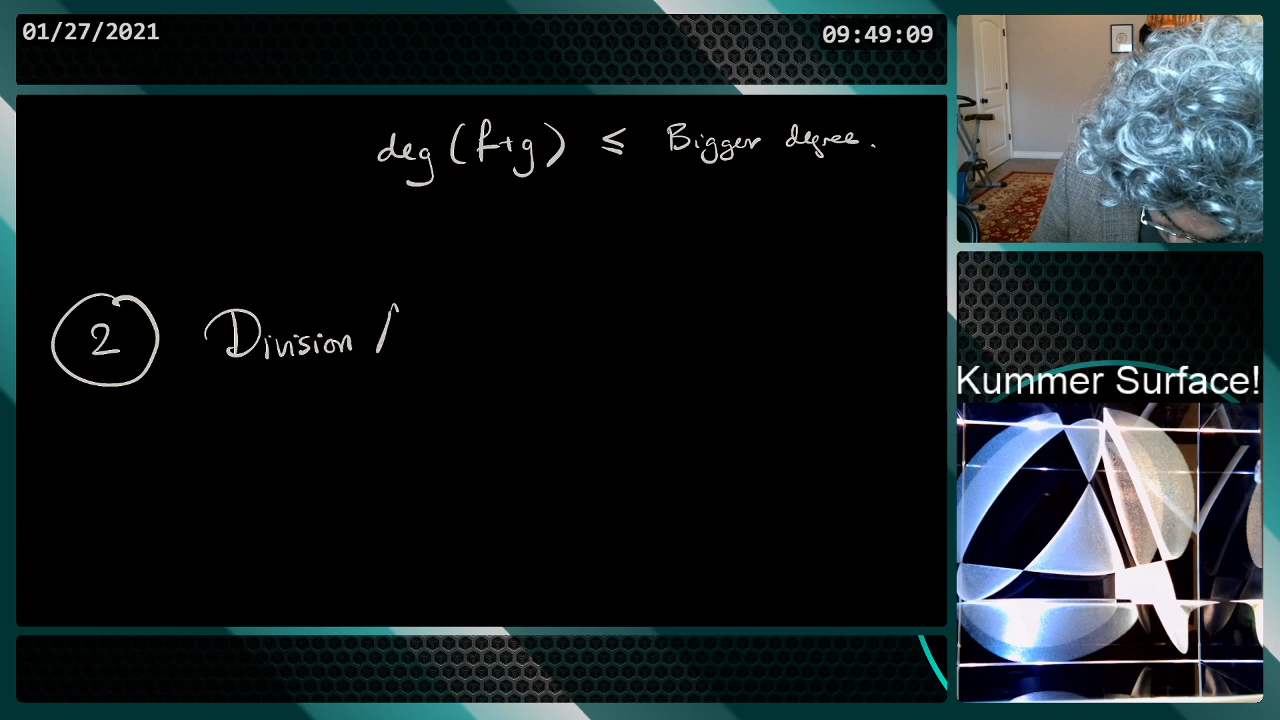 01/27/2021
09:49:09
deg (f+g) ≤ Bigger degree.
2 Division
Kummer Surface!